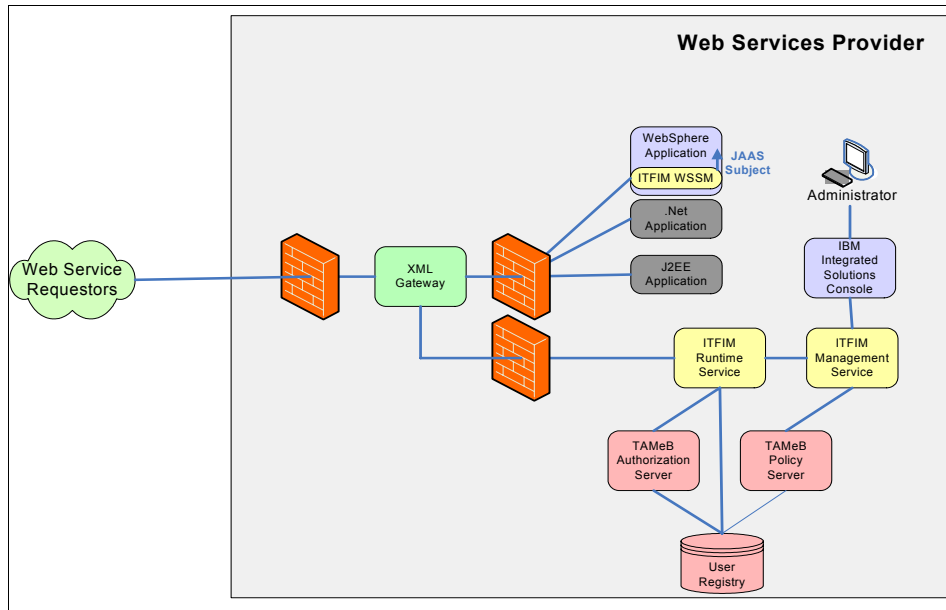 Web Services Provider
WebSphere
Application
JAAS
Subject
ITFIM WSSM
.Net
Application
Administrator
Web Service
Requestors
XML
Gateway
J2EE
Application
IBM
Integrated
Solutions
Console
ITFIM
Runtime
Service
ITFIM
Management
Service
TAMeB
Authorization
Server
TAMeB
Policy
Server
User
Registry